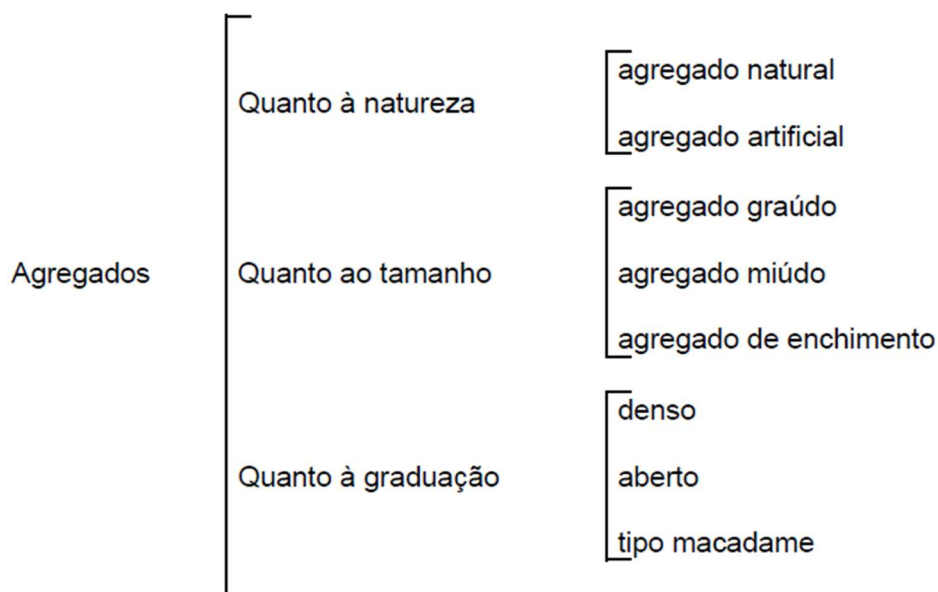 agregado natural
Quanto à natureza
agregado artificial
agregado graúdo
Agregados
Quanto ao tamanho
agregado miúdo
agregado de enchimento
denso
Quanto à graduação
aberto
tipo macadame